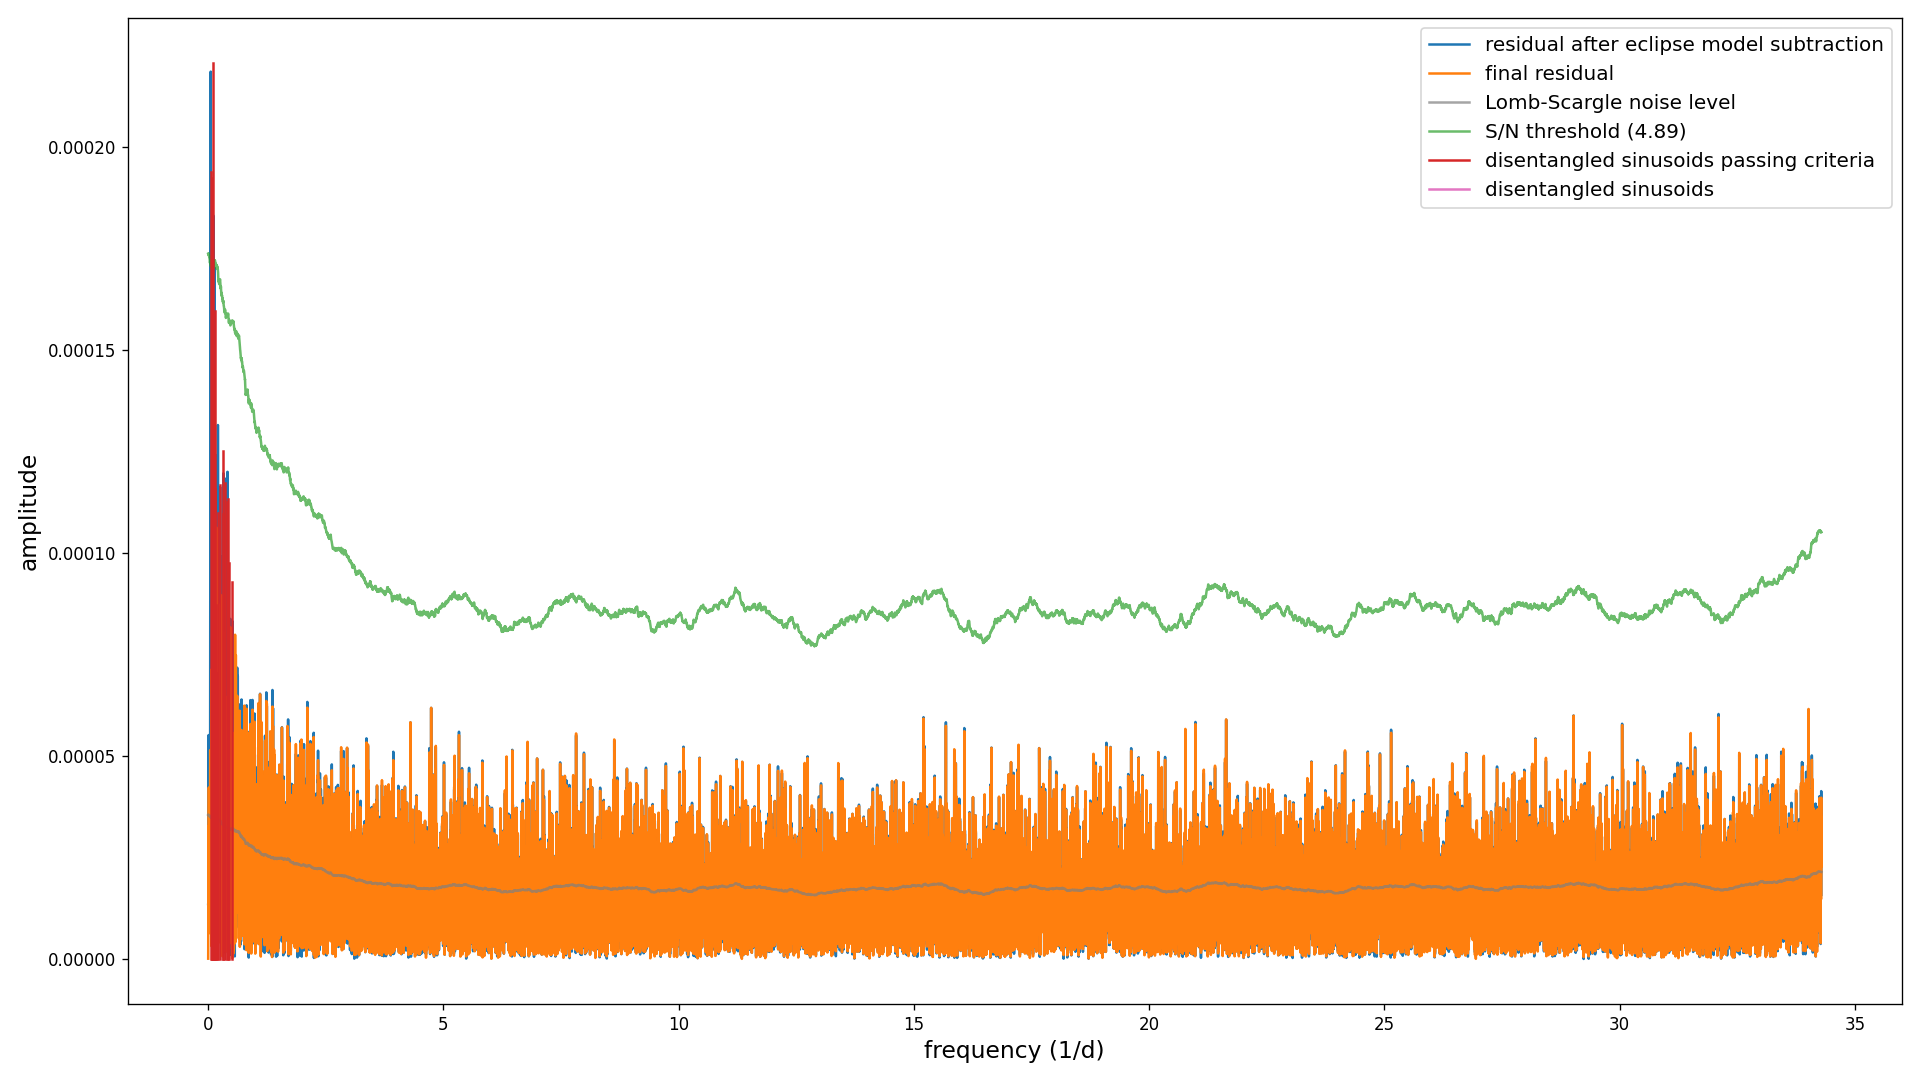 residual after eclipse model subtraction
final residual
Lomb-Scargle noise level
S/N threshold (4.89)
disentangled sinusoids passing criteria
disentangled sinusoids
amplitude
0.00020
0.00015
0.00010
0.00005
0.00000
0 5 10 15 20 25 30 35
frequency (1/d)